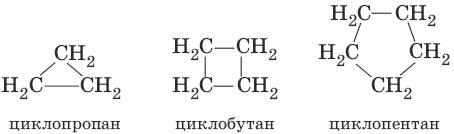 H₂C—CH₂
CH₂
H₂C—CH₂
H₂C CH₂
H₂C—CH₂
H₂C—CH₂
CH₂
циклопропан циклобутан циклопентан